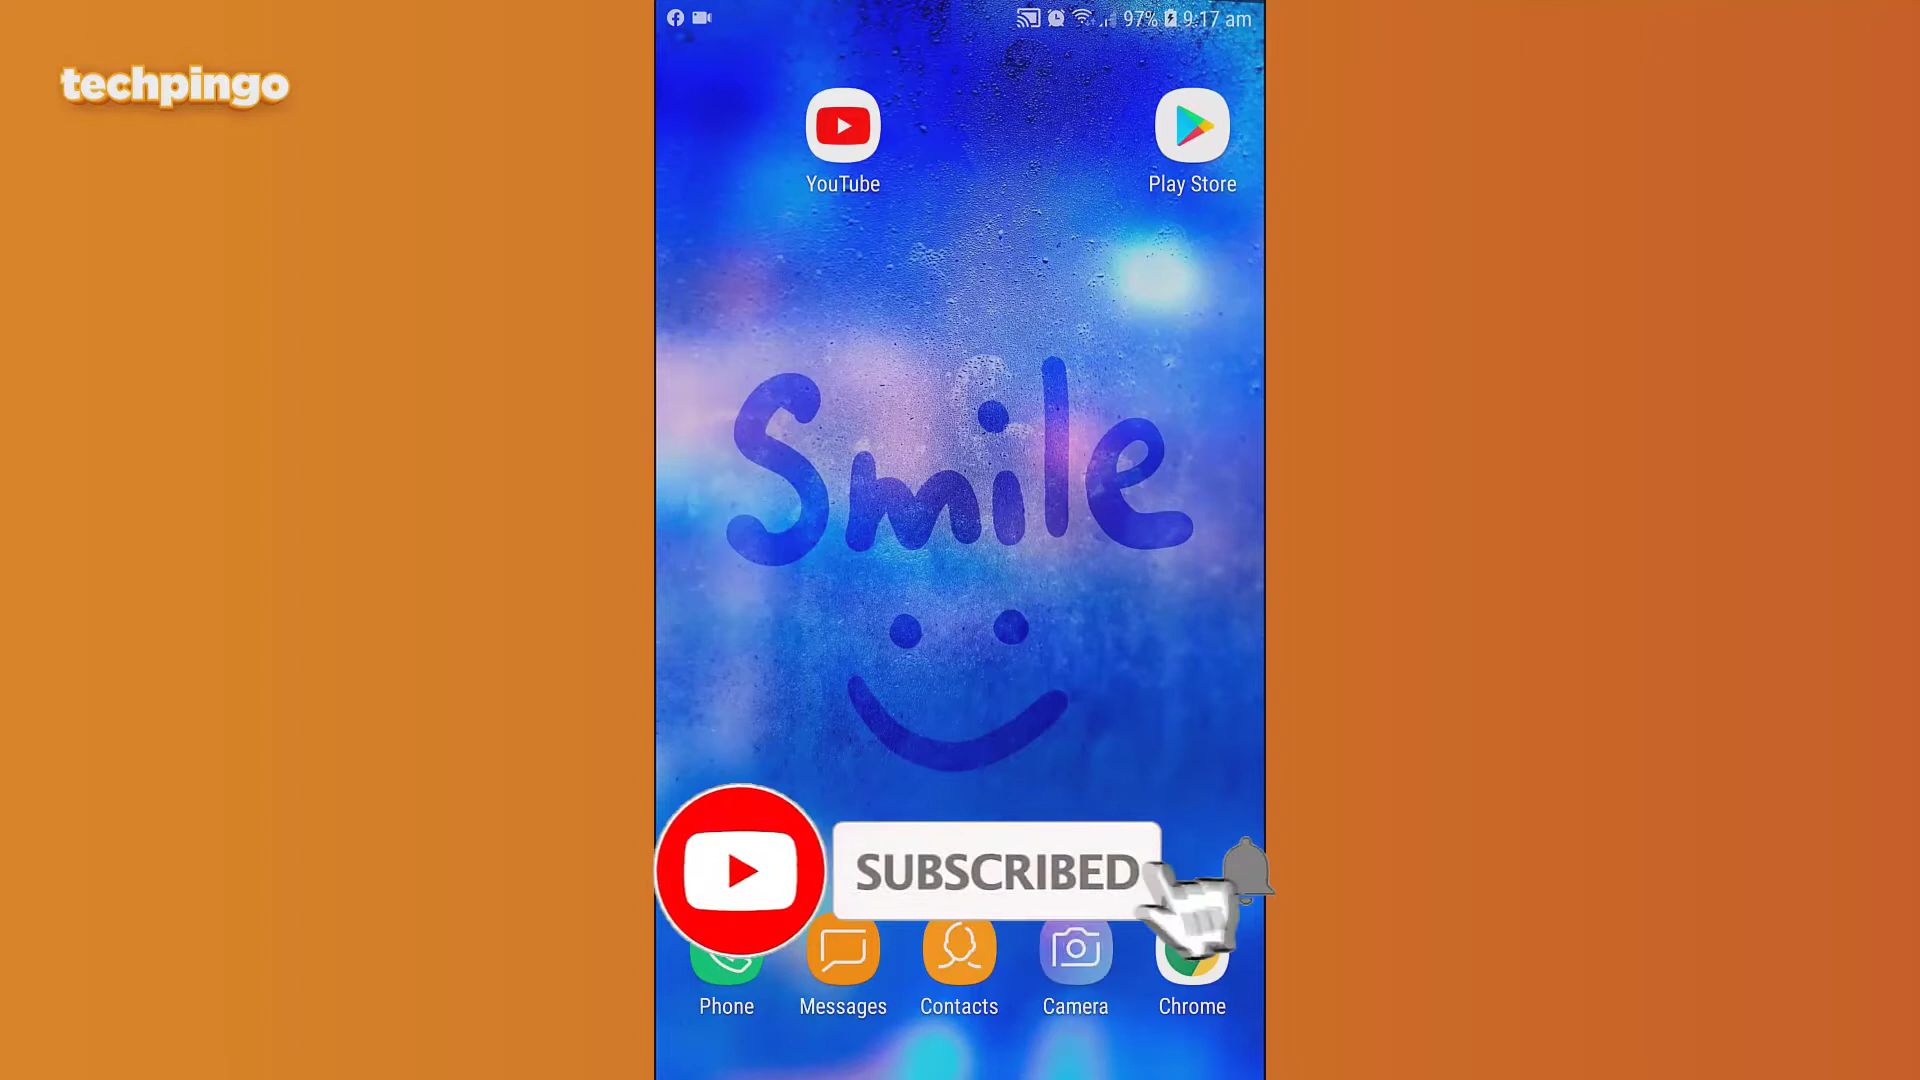 97% 9:17 am
techpingo
YouTube
Play Store
Smile
SUBSCRIBED
Phone
Messages
Contacts
Camera
Chrome